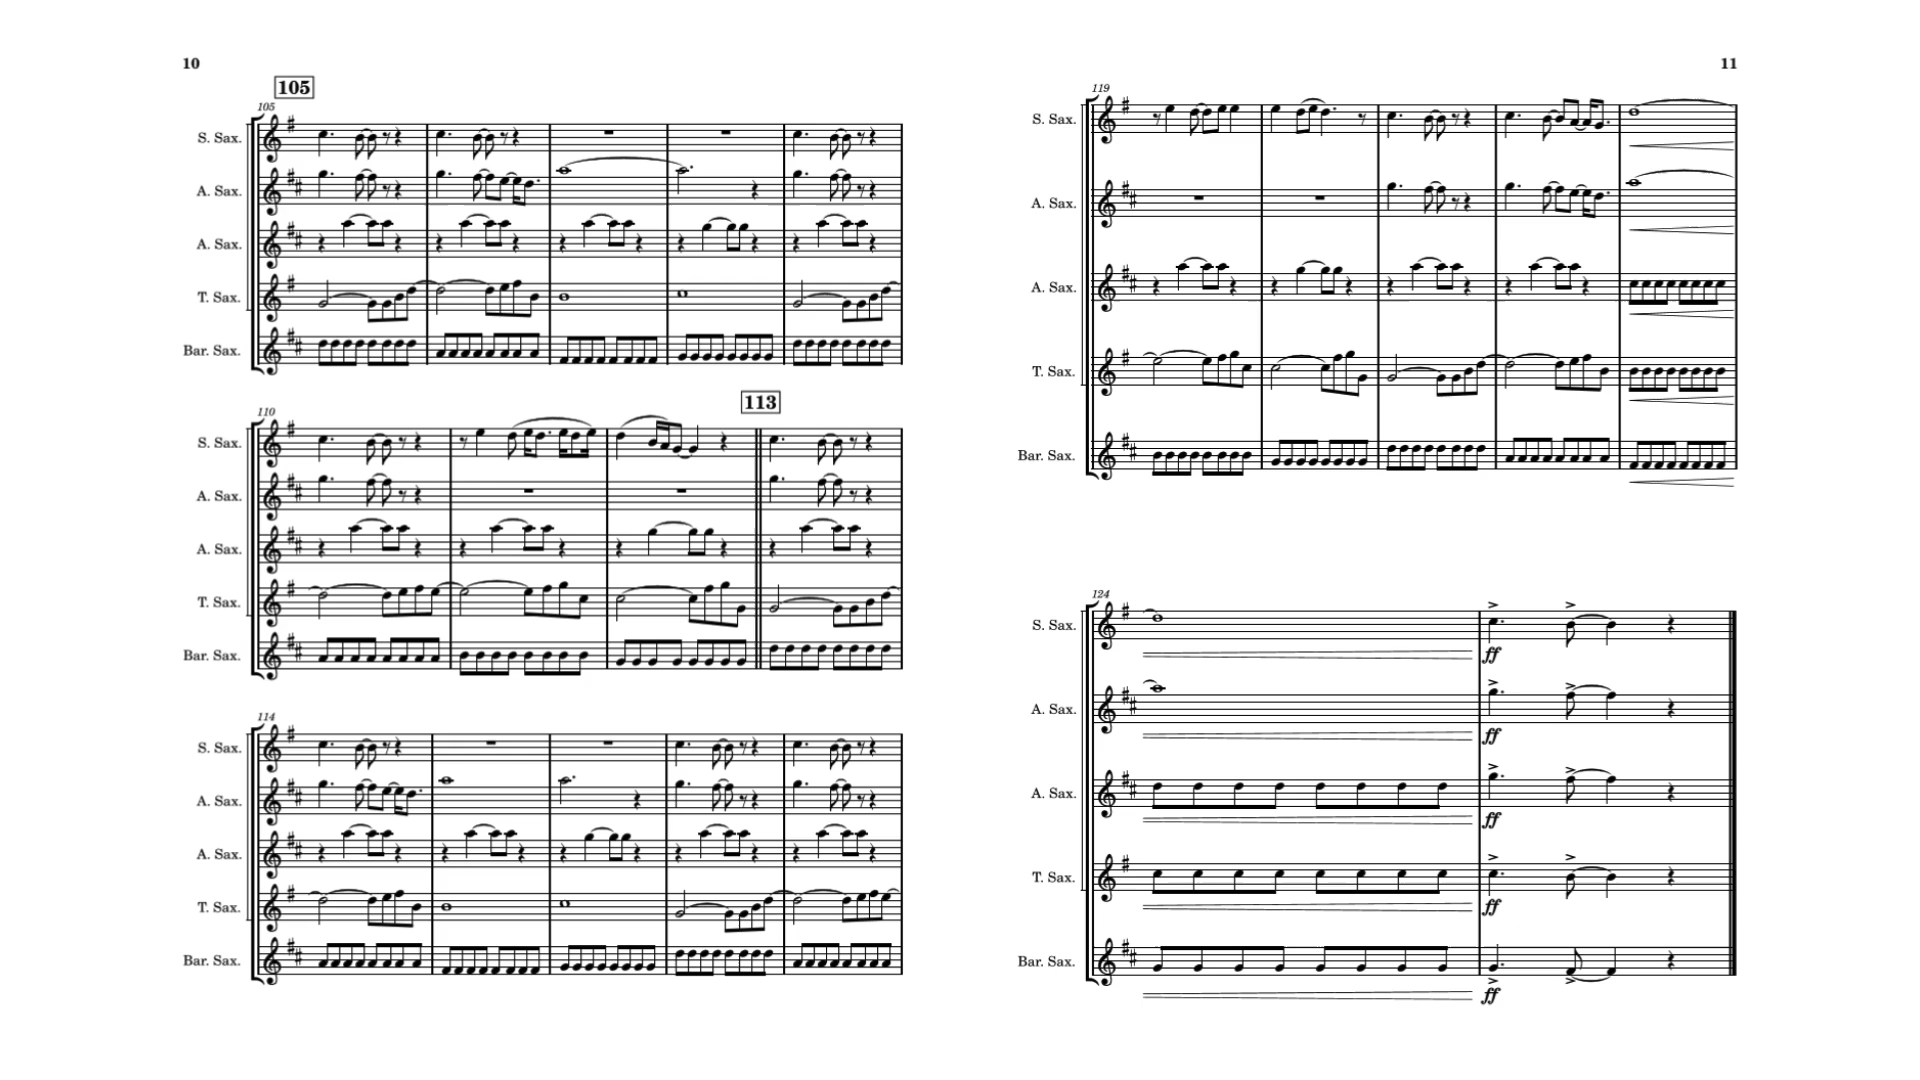 10
105
105
S. Sax.
A. Sax.
A. Sax.
T. Sax.
Bar. Sax.
113
110
S. Sax.
A. Sax.
A. Sax.
T. Sax.
Bar. Sax.
114
S. Sax.
A. Sax.
A. Sax.
T. Sax.
Bar. Sax.
11
119
S. Sax.
A. Sax.
A. Sax.
T. Sax.
Bar. Sax.
124
S. Sax.
ff
A. Sax.
ff
A. Sax.
ff
T. Sax.
ff
Bar. Sax.
ff